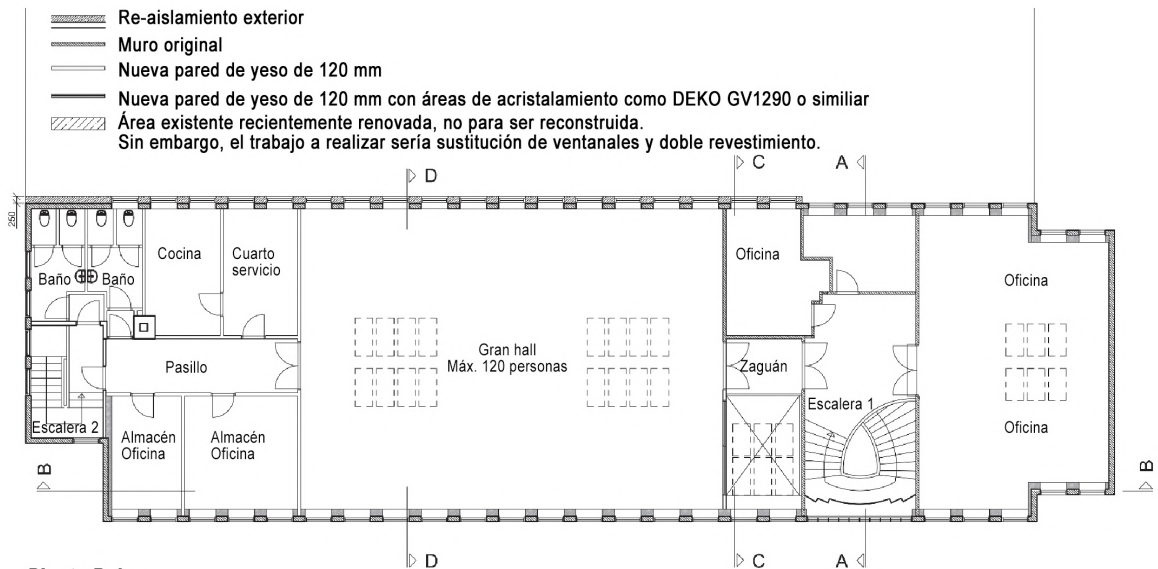 Re-aislamiento exterior
Muro original
Nueva pared de yeso de 120 mm
Nueva pared de yeso de 120 mm con áreas de acristalamiento como DEKO GV1290 o similiar
Área existente recientemente renovada, no para ser reconstruida.
Sin embargo, el trabajo a realizar sería sustitución de ventanales y doble revestimiento.
D
C
A
250
Cocina
Cuarto
servicio
Oficina
Baño
Baño
Oficina
Gran hall
Máx. 120 personas
Pasillo
Zaguán
Escalera 1
Escalera 2
Almacén
Oficina
Almacén
Oficina
Oficina
B
B
D
C
A